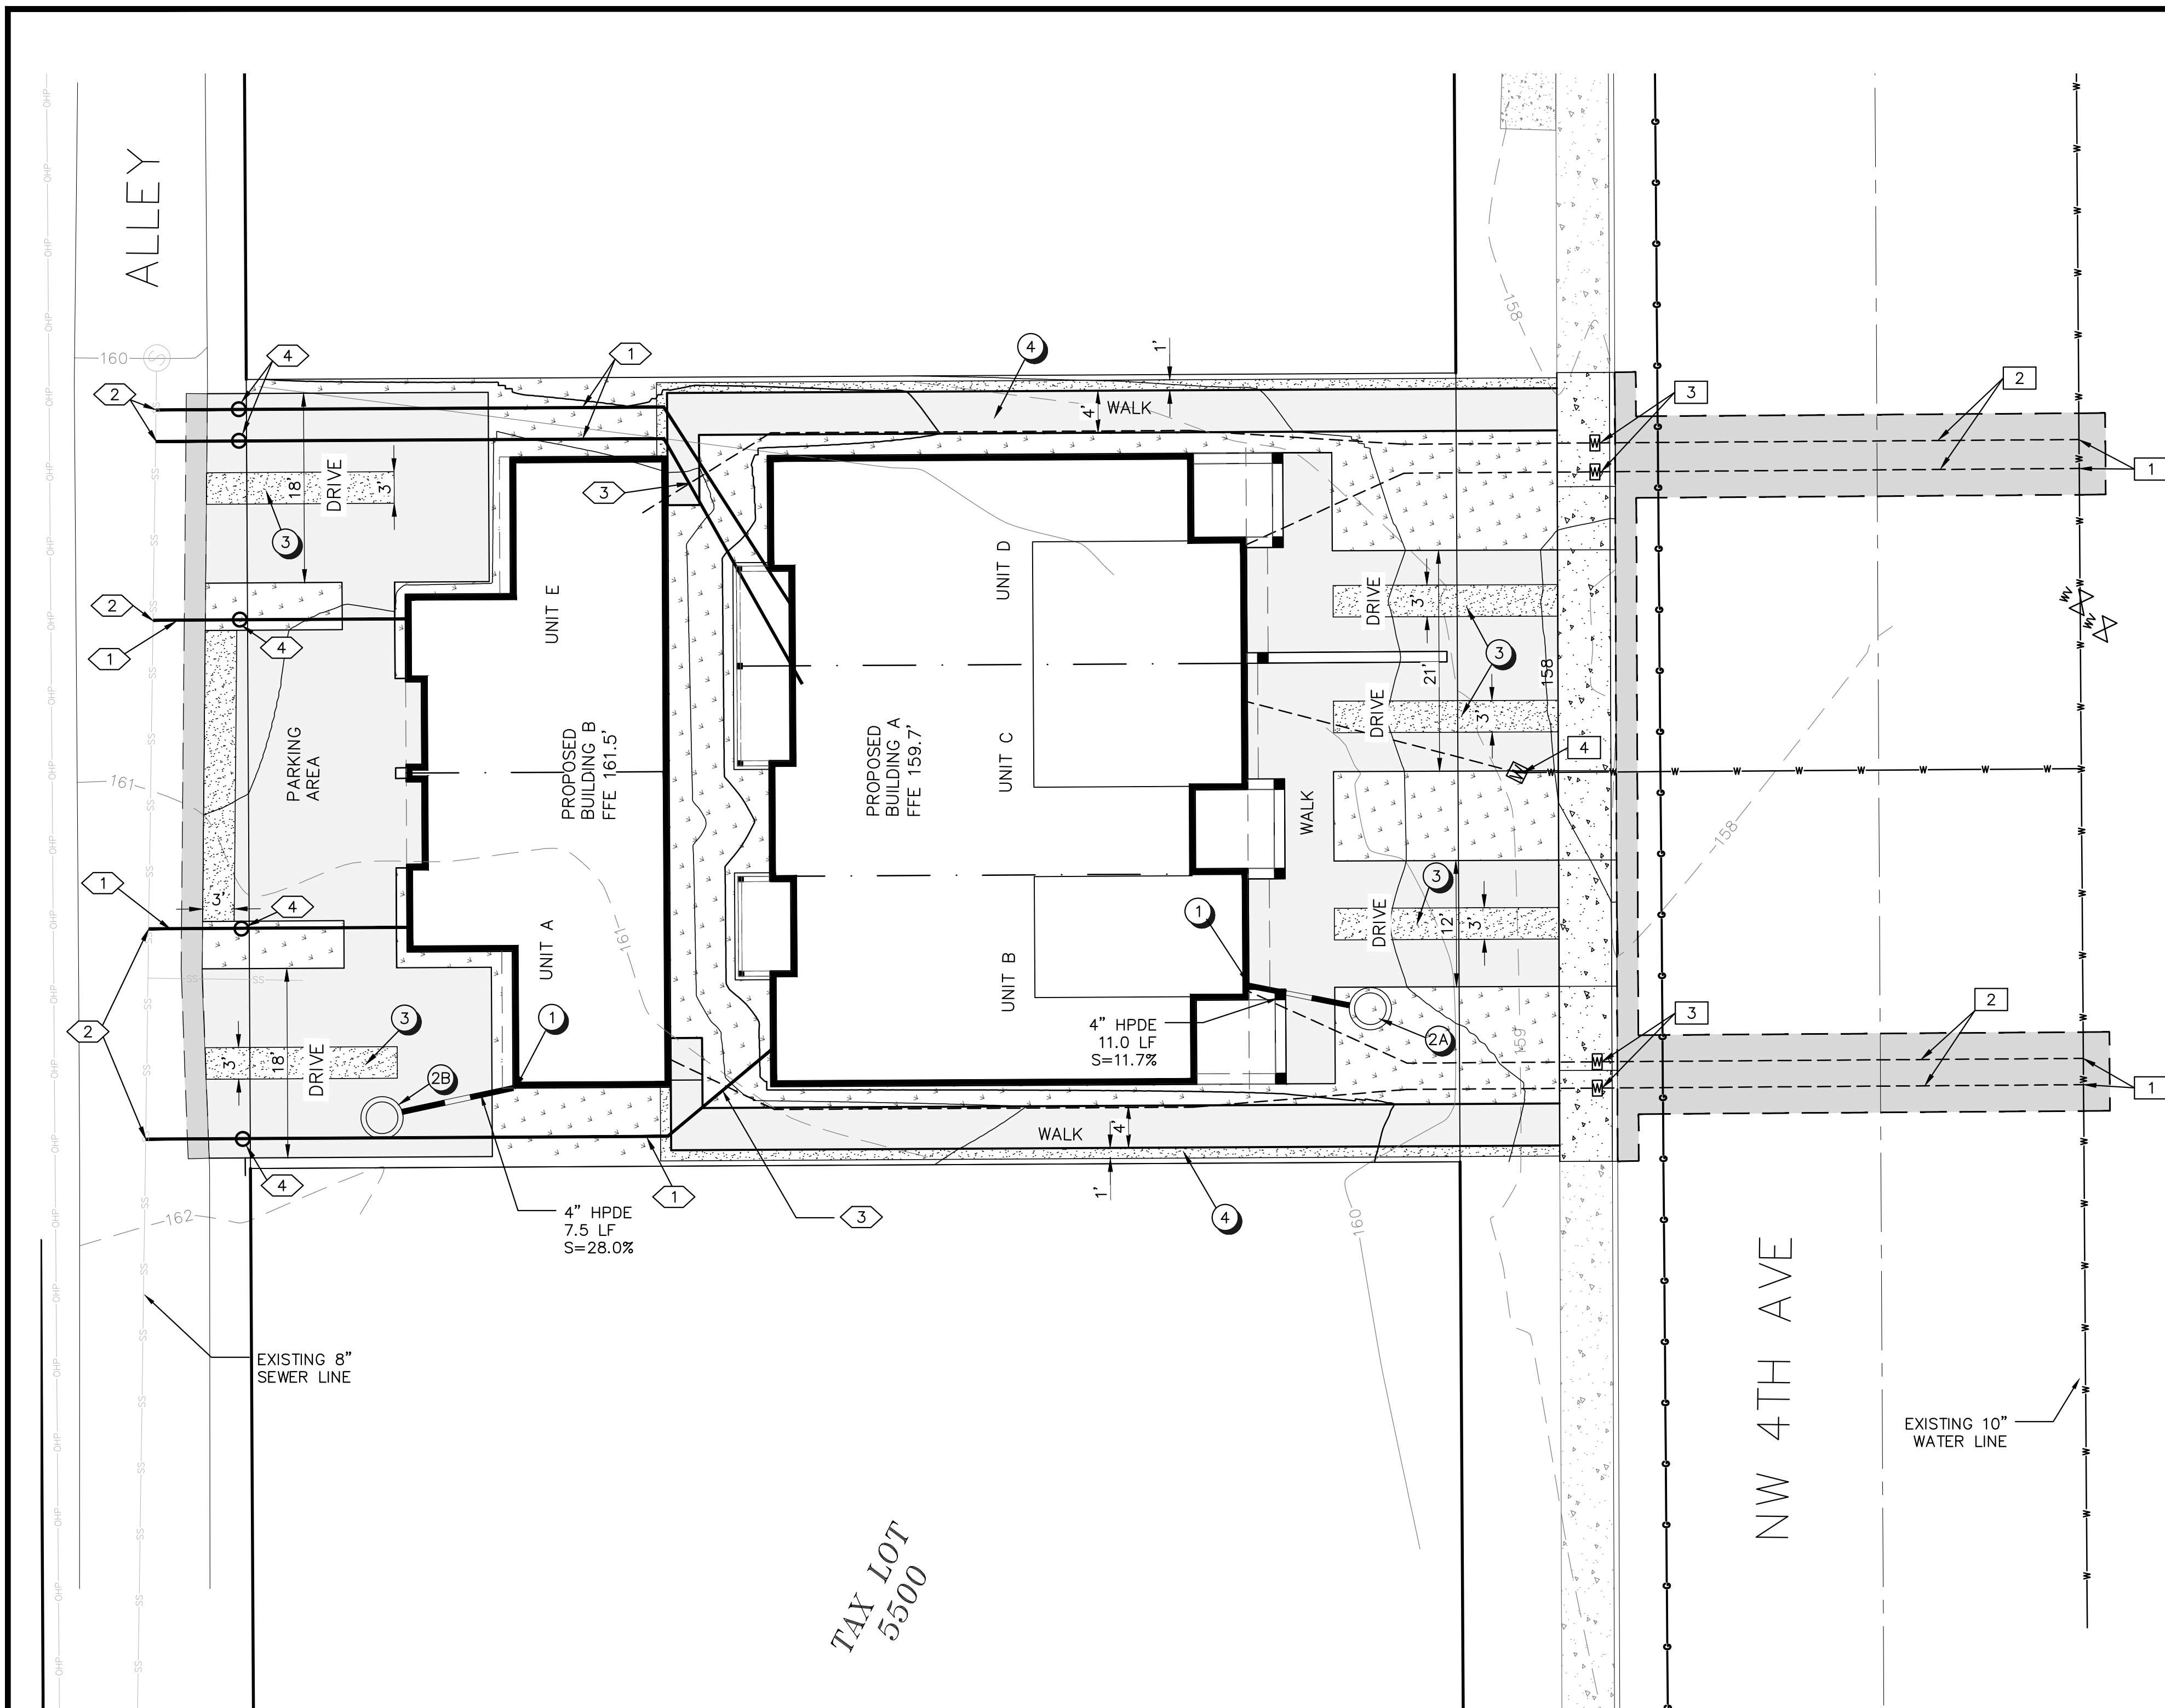 ALLEY
160
4
1
4
1'
2
4'
WALK
3
2
1
3
18'
DRIVE
3'
3
158
UNIT E
UNIT D
DRIVE
3'
2
1
4
3
21'
158
DRIVE
3'
WV
WV
PARKING
AREA
PROPOSED
BUILDING B
FFE 161.5'
PROPOSED
BUILDING A
FFE 159.7'
UNIT C
4
WALK
161
158
1
3'
4
161
UNIT A
UNIT B
1
3
DRIVE
12'
3'
2
3'
18'
DRIVE
3
1
2B
4" HPDE
11.0 LF
S=11.7%
2A
159
3
2
1
WALK
4'
1'
4
162
4" HPDE
7.5 LF
S=28.0%
1
3
4
160
EXISTING 8"
SEWER LINE
NW 4TH AVE
EXISTING 10"
WATER LINE
TAX LOT
5500
OHP
SS
S
W
G